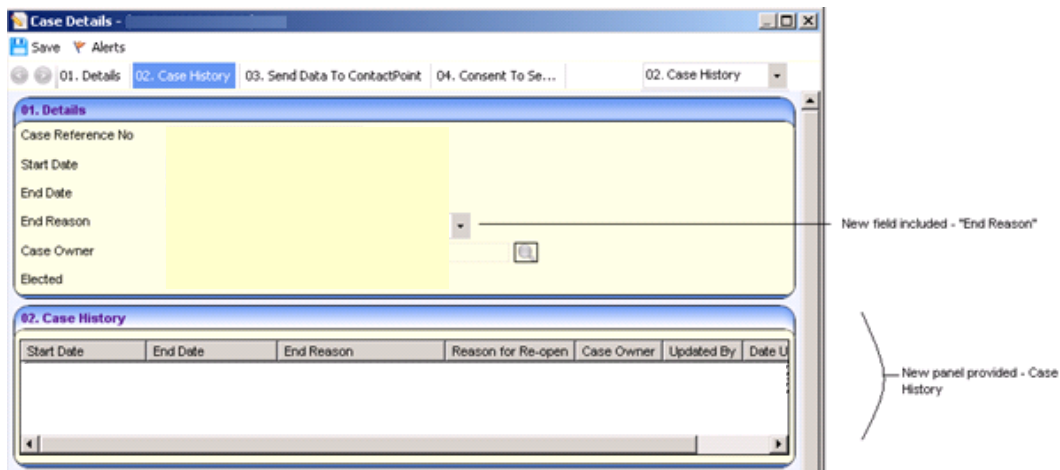 Case Details -
Save Alerts
01. Details 02. Case History 03. Send Data To ContactPoint 04. Consent To Se... 02. Case History
01. Details
Case Reference No
Start Date
End Date
End Reason
New field included - "End Reason"
Case Owner
Elected
02. Case History
Start Date End Date End Reason Reason for Re-open Case Owner Updated By Date U
New panel provided - Case
History